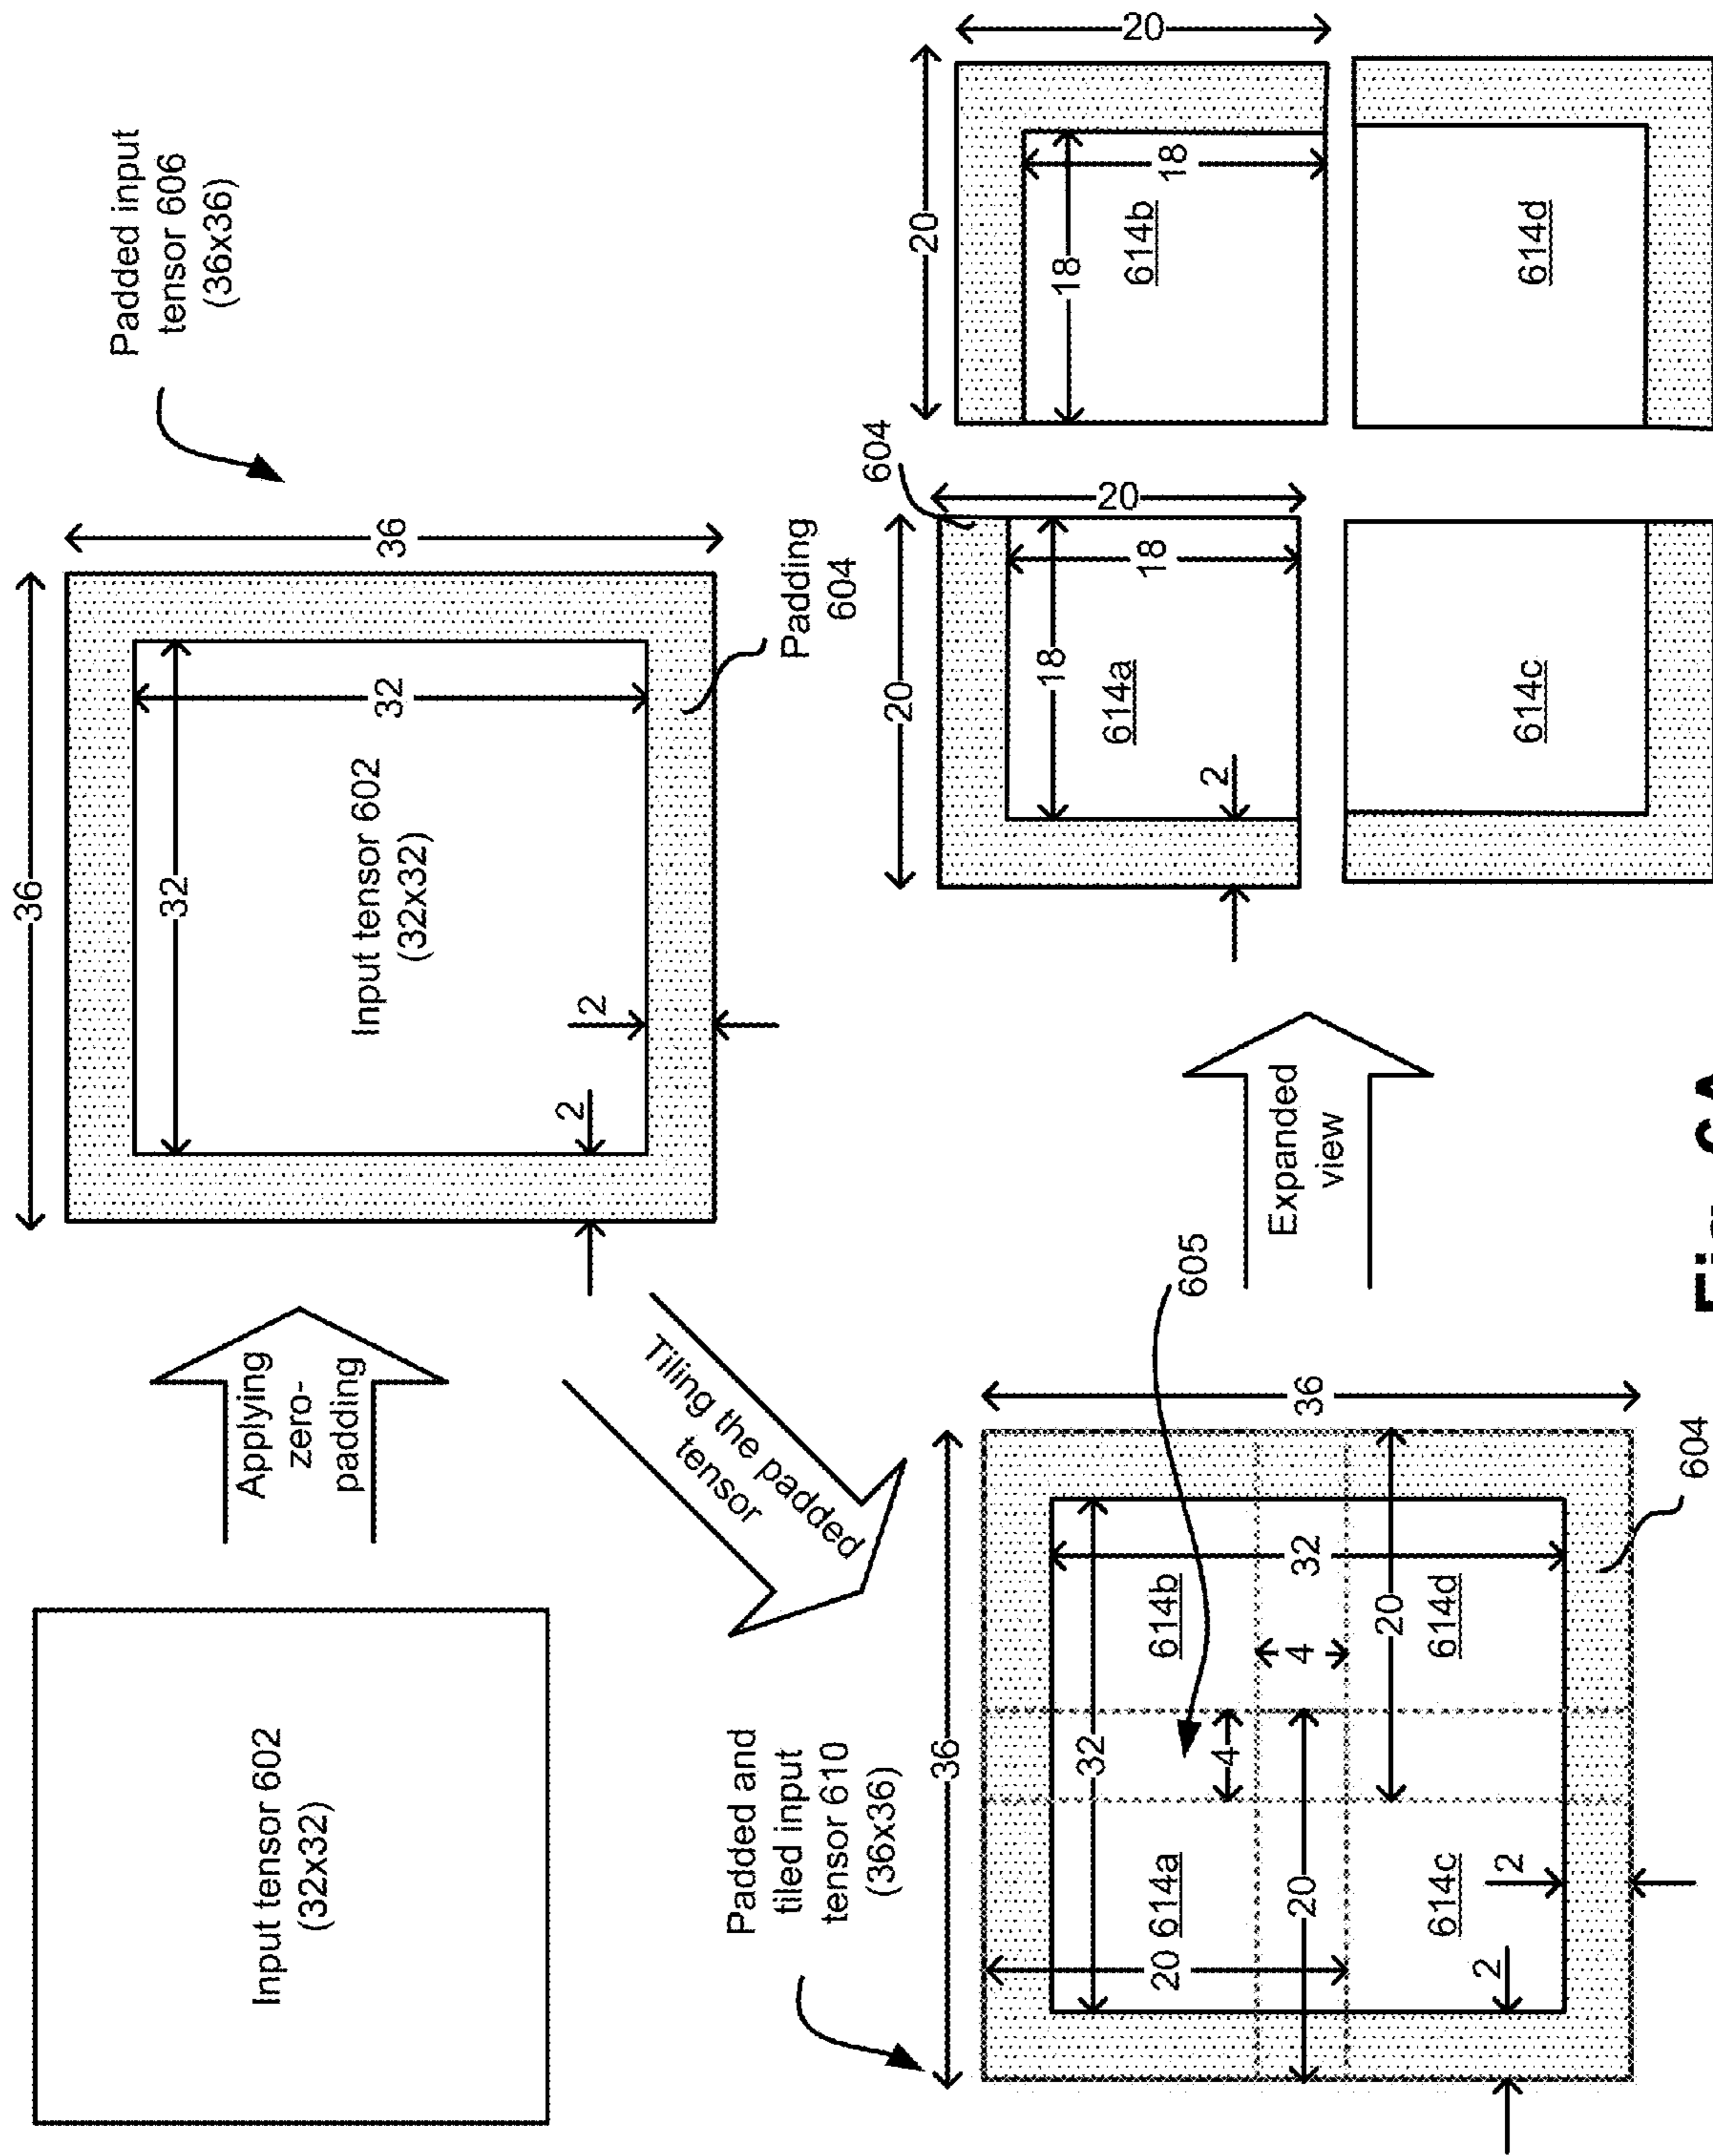 Input tensor 602
(32x32)
Applying
zero-
padding
36
36
32
32
Input tensor 602
(32x32)
2
2
Padding
604
Padded input
tensor 606
(36x36)
Tiling the padded
tensor
Padded and
tiled input
tensor 610
(36x36)
36
36
32
32
20 614a
614b
4
4
20
20
614c
614d
2
2
604
605
Expanded
view
20
20
604
18
18
614a
2
20
20
18
18
614b
614c
614d